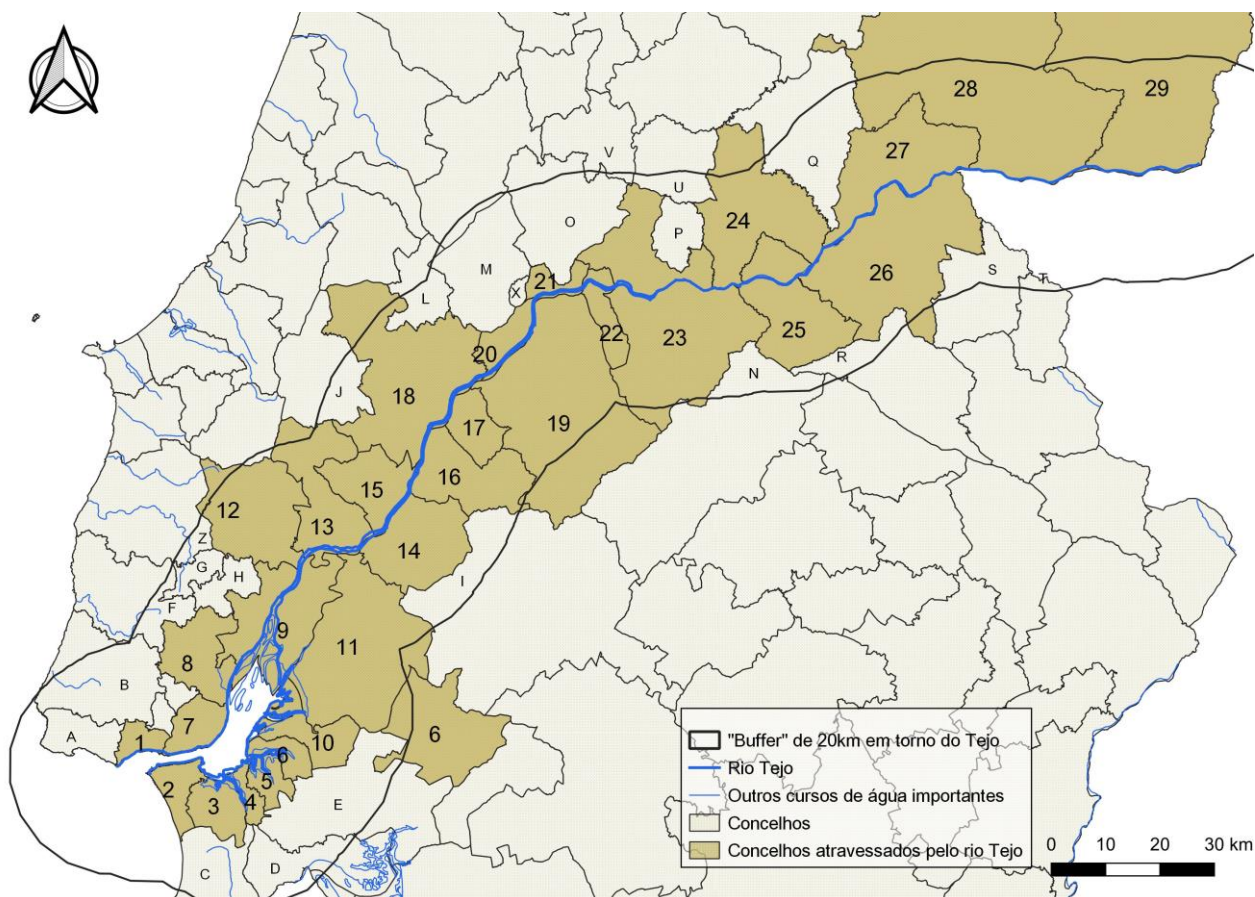 28
29
V
27
Q
U
24
O
P
26
S
T
M
21
X
L
25
22
23
20
R
N
J
18
17
19
16
15
12
13
Z
14
G
H
I
F
9
11
8
B
7
6
A
1
10
6
5
2
3
4
E
C
D
"Buffer" de 20km em torno do Tejo
Rio Tejo
Outros cursos de água importantes
Concelhos
Concelhos atravessados pelo rio Tejo
0 10 20 30 km